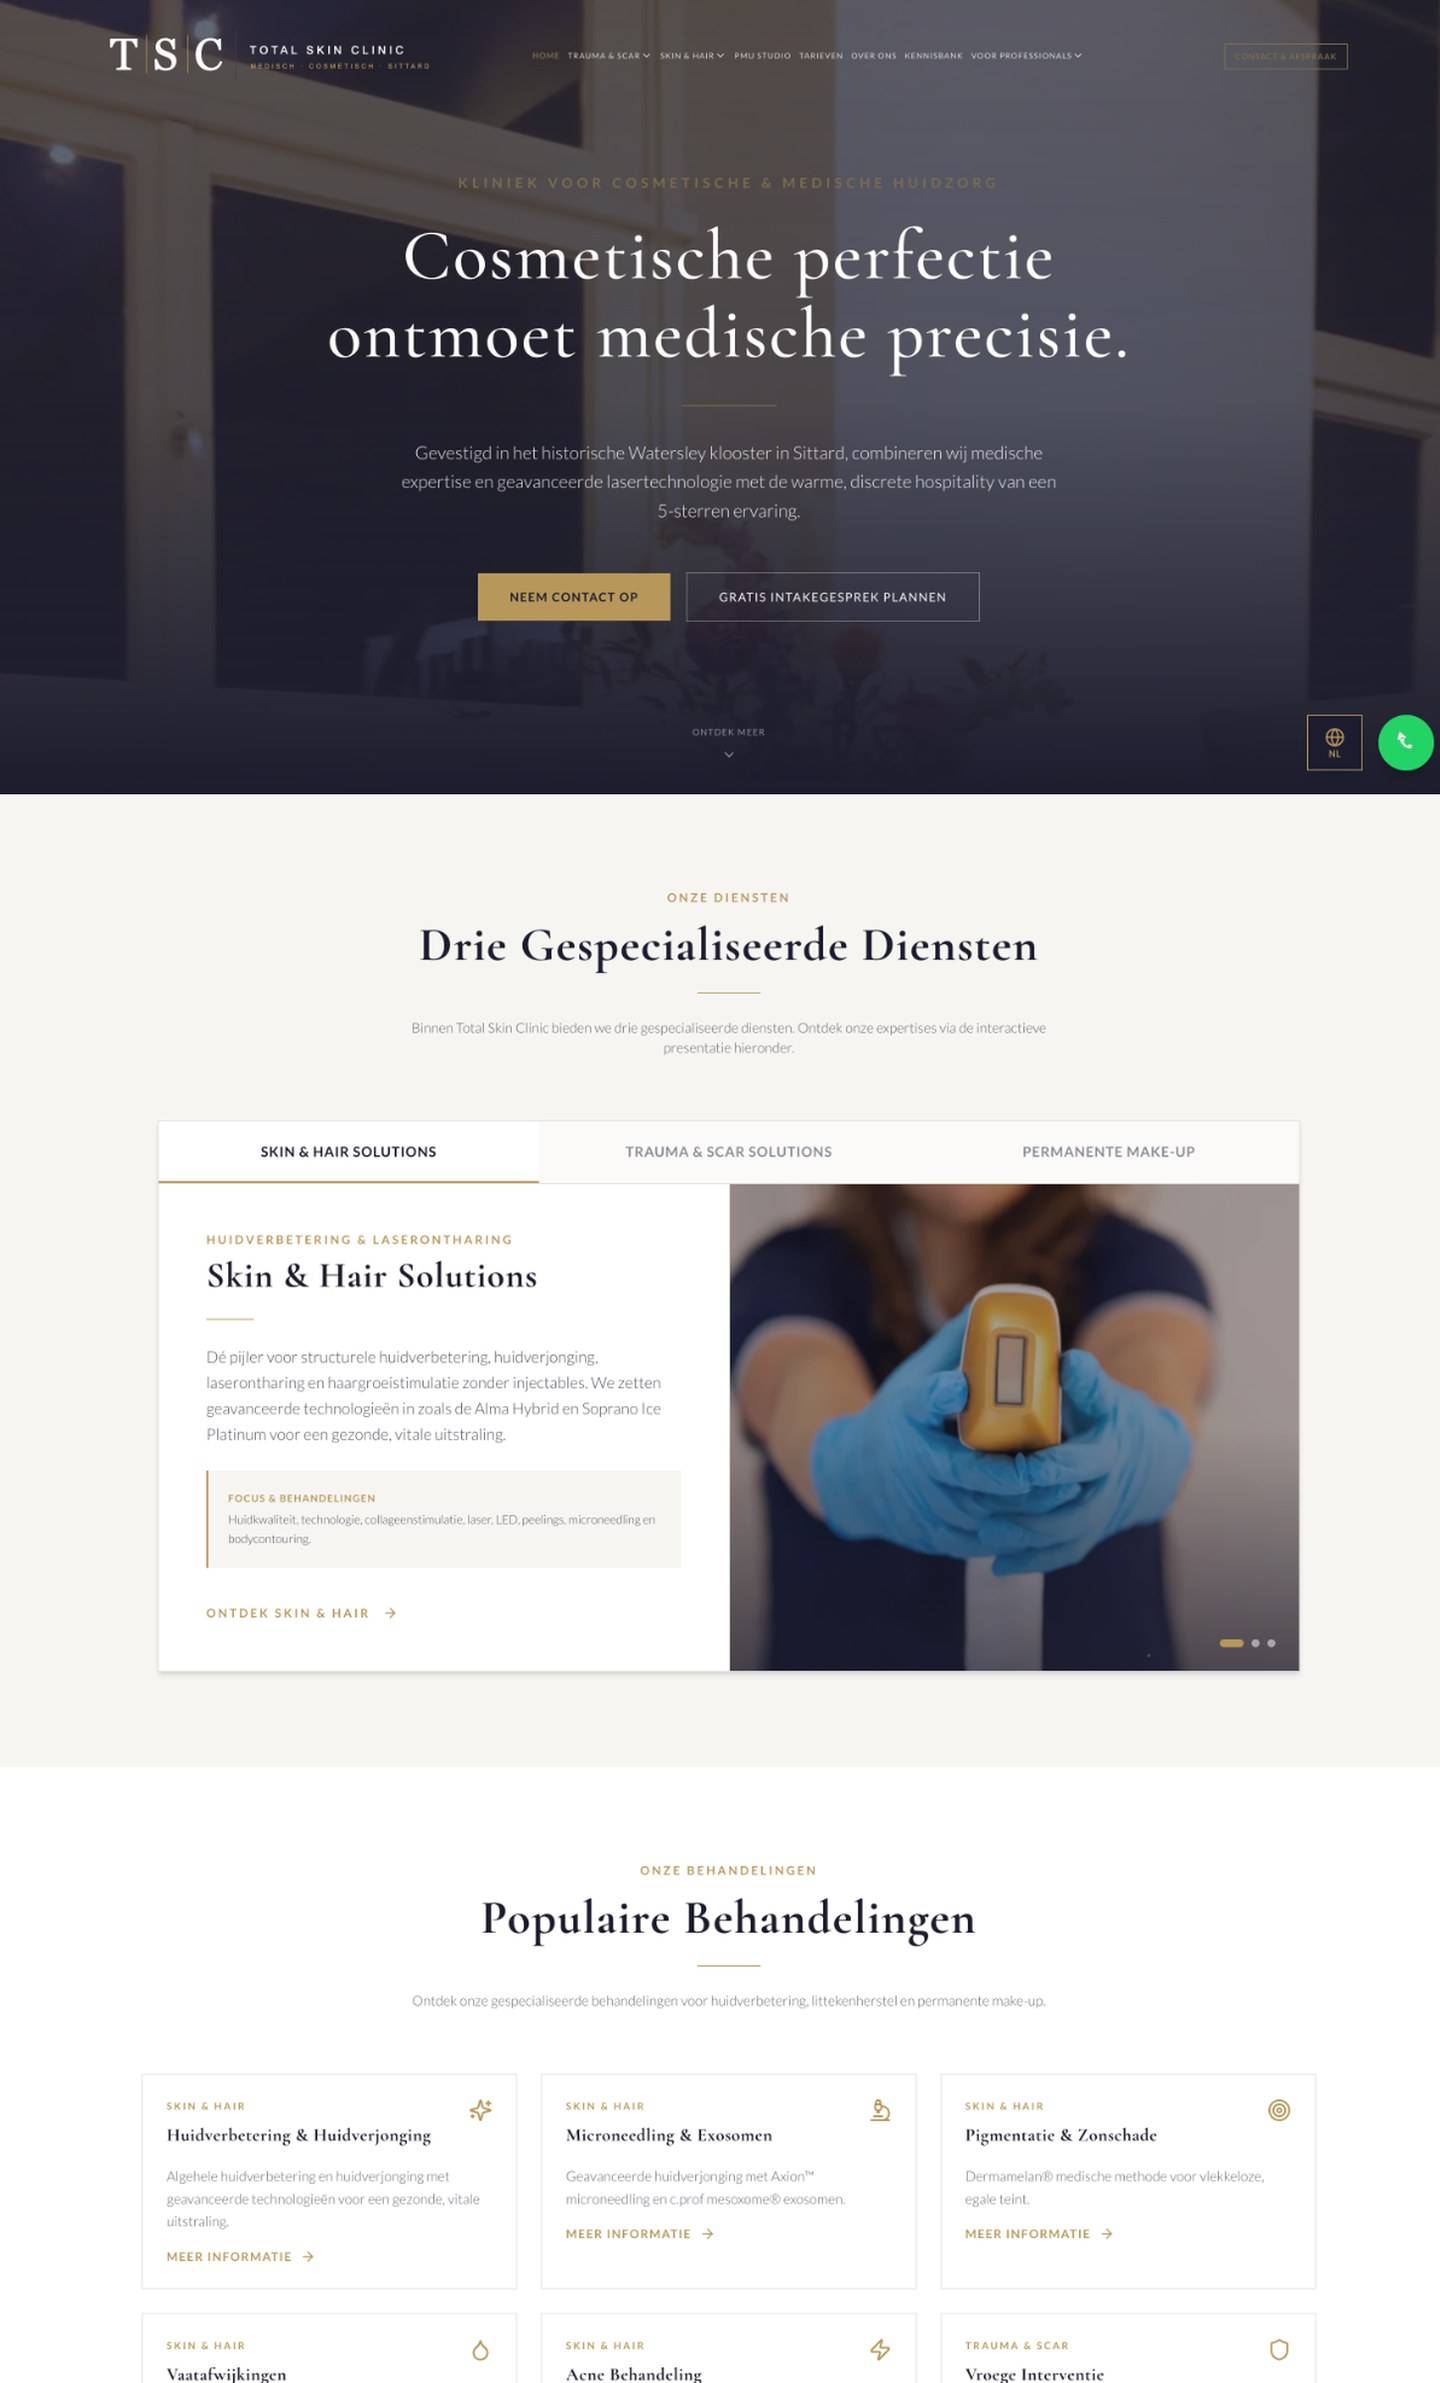 TSC
TOTAL SKIN CLINIC
MEDISCH · COSMETISCH · SITTARD
HOME TRAUMA & SCAR SKIN & HAIR PMU STUDIO TARIEVEN OVER ONS KENNISBANK VOOR PROFESSIONALS
CONTACT & AFSPRAAK
KLINIEK VOOR COSMETISCHE & MEDISCHE HUIDZORG
Cosmetische perfectie
ontmoet medische precisie.
Gevestigd in het historische Watersley klooster in Sittard, combineren wij medische
expertise en geavanceerde lasertechnologie met de warme, discrete hospitality van een
5-sterren ervaring.
NEEM CONTACT OP
GRATIS INTAKEGESPREK PLANNEN
ONTDEK MEER
NL
ONZE DIENSTEN
Drie Gespecialiseerde Diensten
Binnen Total Skin Clinic bieden we drie gespecialiseerde diensten. Ontdek onze expertises via de interactieve
presentatie hieronder.
SKIN & HAIR SOLUTIONS
TRAUMA & SCAR SOLUTIONS
PERMANENTE MAKE-UP
HUIDVERBETERING & LASERONTHARING
Skin & Hair Solutions
Dé pijler voor structurele huidverbetering, huidverjonging,
laserontharing en haargroeistimulatie zonder injectables. We zetten
geavanceerde technologieën in zoals de Alma Hybrid en Soprano Ice
Platinum voor een gezonde, vitale uitstraling.
FOCUS & BEHANDELINGEN
Huidkwaliteit, technologie, collageenstimulatie, laser, LED, peelings, microneedling en
bodycontouring.
ONTDEK SKIN & HAIR
ONZE BEHANDELINGEN
Populaire Behandelingen
Ontdek onze gespecialiseerde behandelingen voor huidverbetering, littekenherstel en permanente make-up.
SKIN & HAIR
Huidverbetering & Huidverjonging
Algehele huidverbetering en huidverjonging met
geavanceerde technologieën voor een gezonde, vitale
uitstraling.
MEER INFORMATIE
SKIN & HAIR
Microneedling & Exosomen
Geavanceerde huidverjonging met Axion™
microneedling en c.prof mesoxome® exosomen.
MEER INFORMATIE
SKIN & HAIR
Pigmentatie & Zonschade
Dermamelan® medische methode voor vlekkeloze,
egale teint.
MEER INFORMATIE
SKIN & HAIR
Vaatafwijkingen
SKIN & HAIR
Acne Behandeling
TRAUMA & SCAR
Vroege Interventie